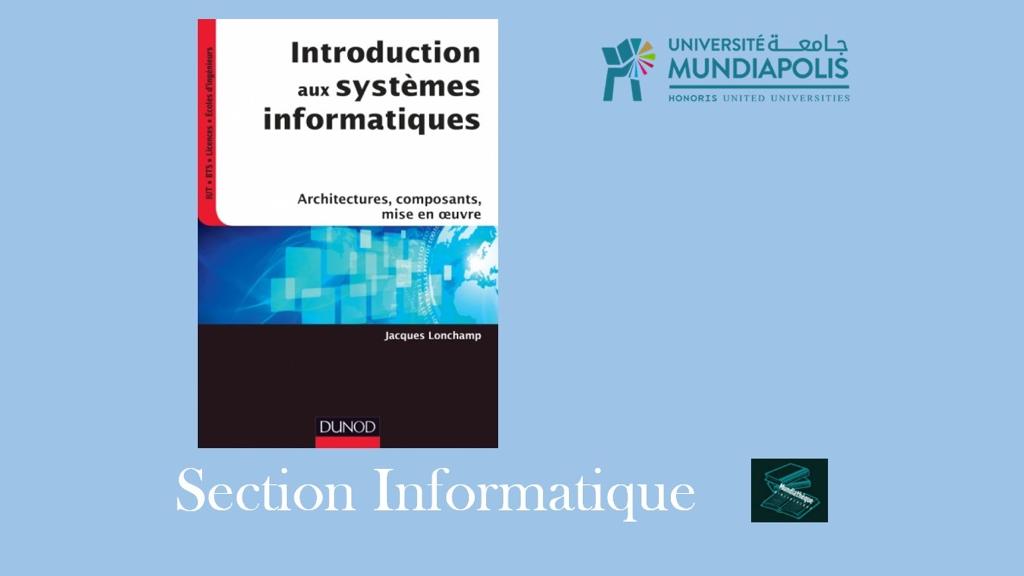 IUT • BTS • Licences • Écoles d'ingénieurs
Introduction
aux systèmes
informatiques
Architectures, composants,
mise en œuvre
Jacques Lonchamp
DUNOD
UNIVERSITÉ جامعة
MUNDIAPOLIS
HONORIS UNITED UNIVERSITIES
Section Informatique
Mundiathèque